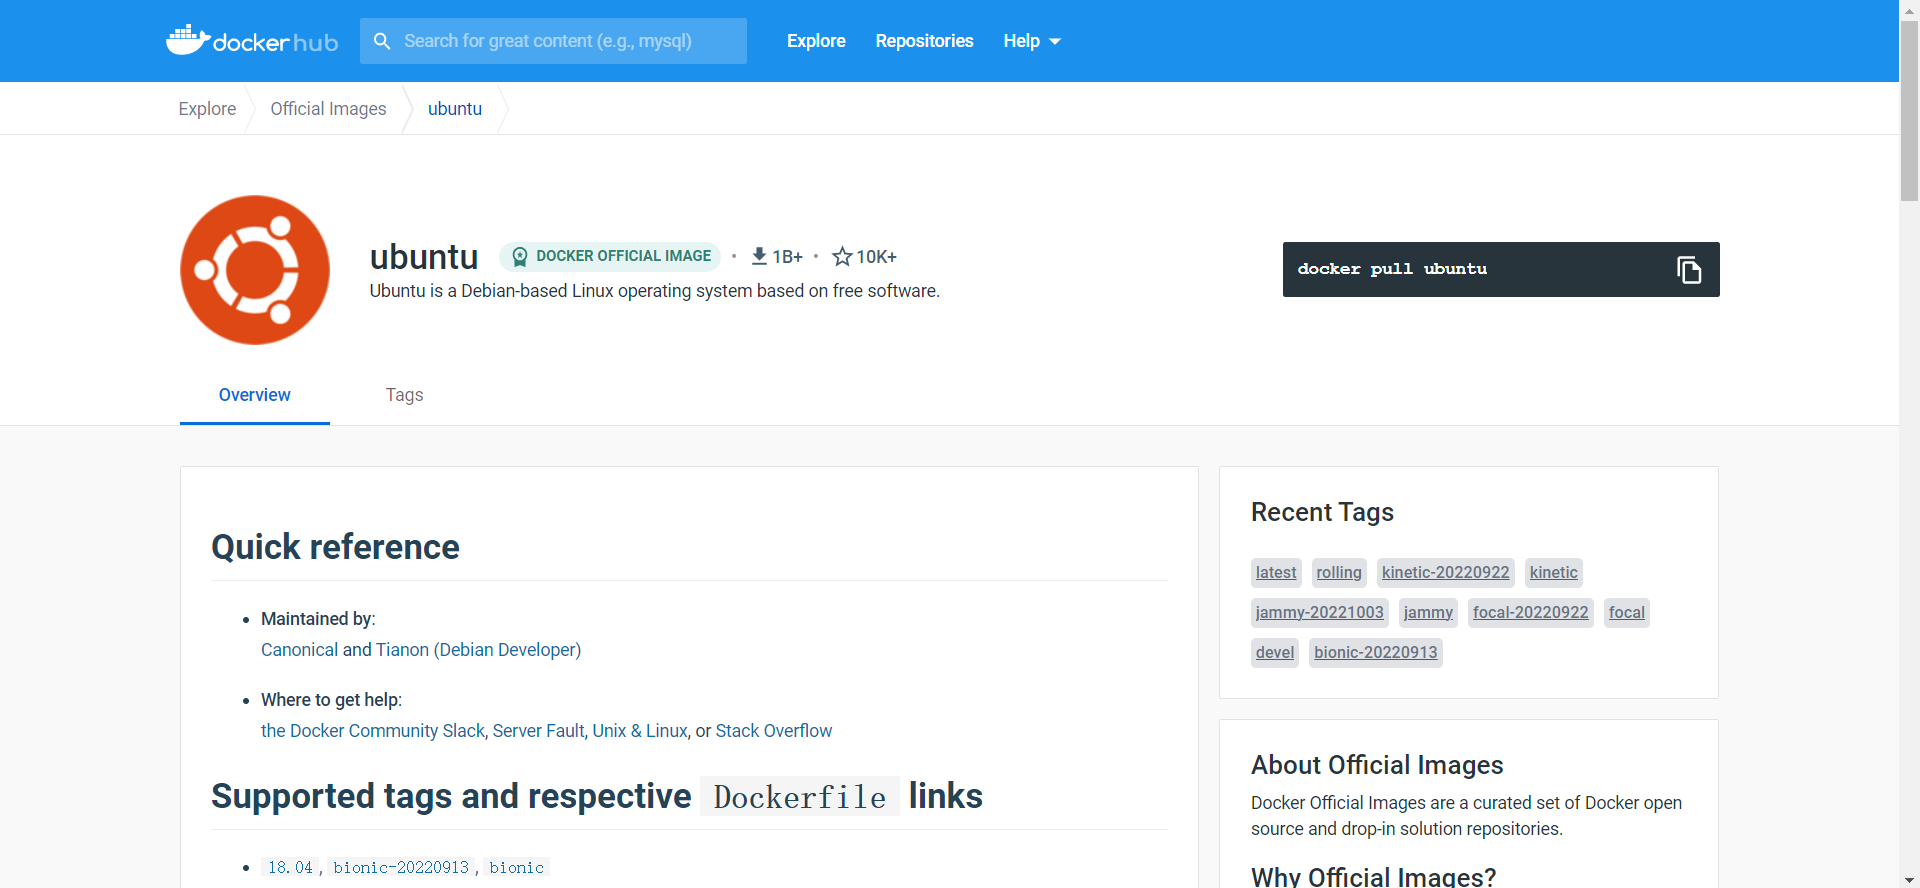 docker hub
Search for great content (e.g., mysql)
Explore
Repositories
Help
Explore
Official Images
ubuntu
ubuntu
DOCKER OFFICIAL IMAGE
• 1B+ • 10K+
Ubuntu is a Debian-based Linux operating system based on free software.
docker pull ubuntu
Overview
Tags
Quick reference
• Maintained by:
Canonical and Tianon (Debian Developer)
• Where to get help:
the Docker Community Slack, Server Fault, Unix & Linux, or Stack Overflow
Supported tags and respective Dockerfile links
• 18.04, bionic-20220913, bionic
Recent Tags
latest rolling kinetic-20220922 kinetic
jammy-20221003 jammy focal-20220922 focal
devel bionic-20220913
About Official Images
Docker Official Images are a curated set of Docker open
source and drop-in solution repositories.
Why Official Images?